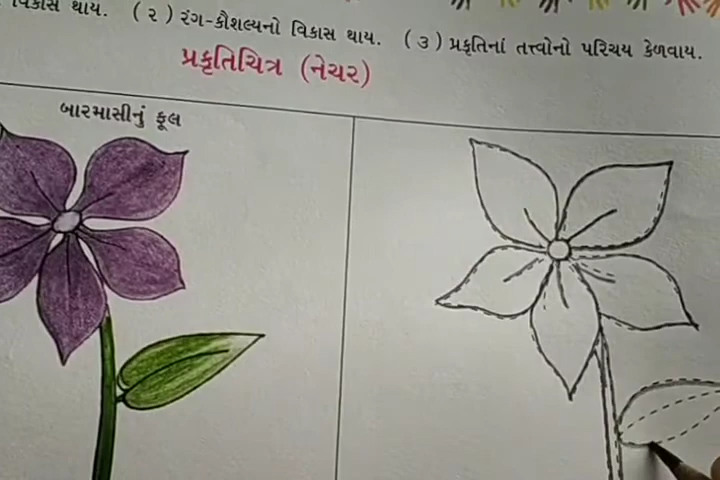 વિકાસ થાય. (૨) રંગ-કૌશલ્યનો વિકાસ થાય. (૩) પ્રકૃતિનાં તત્ત્વોનો પરિચય કેળવાય.
પ્રકૃતિચિત્ર (નેચર)
બારમાસીનું ફૂલ